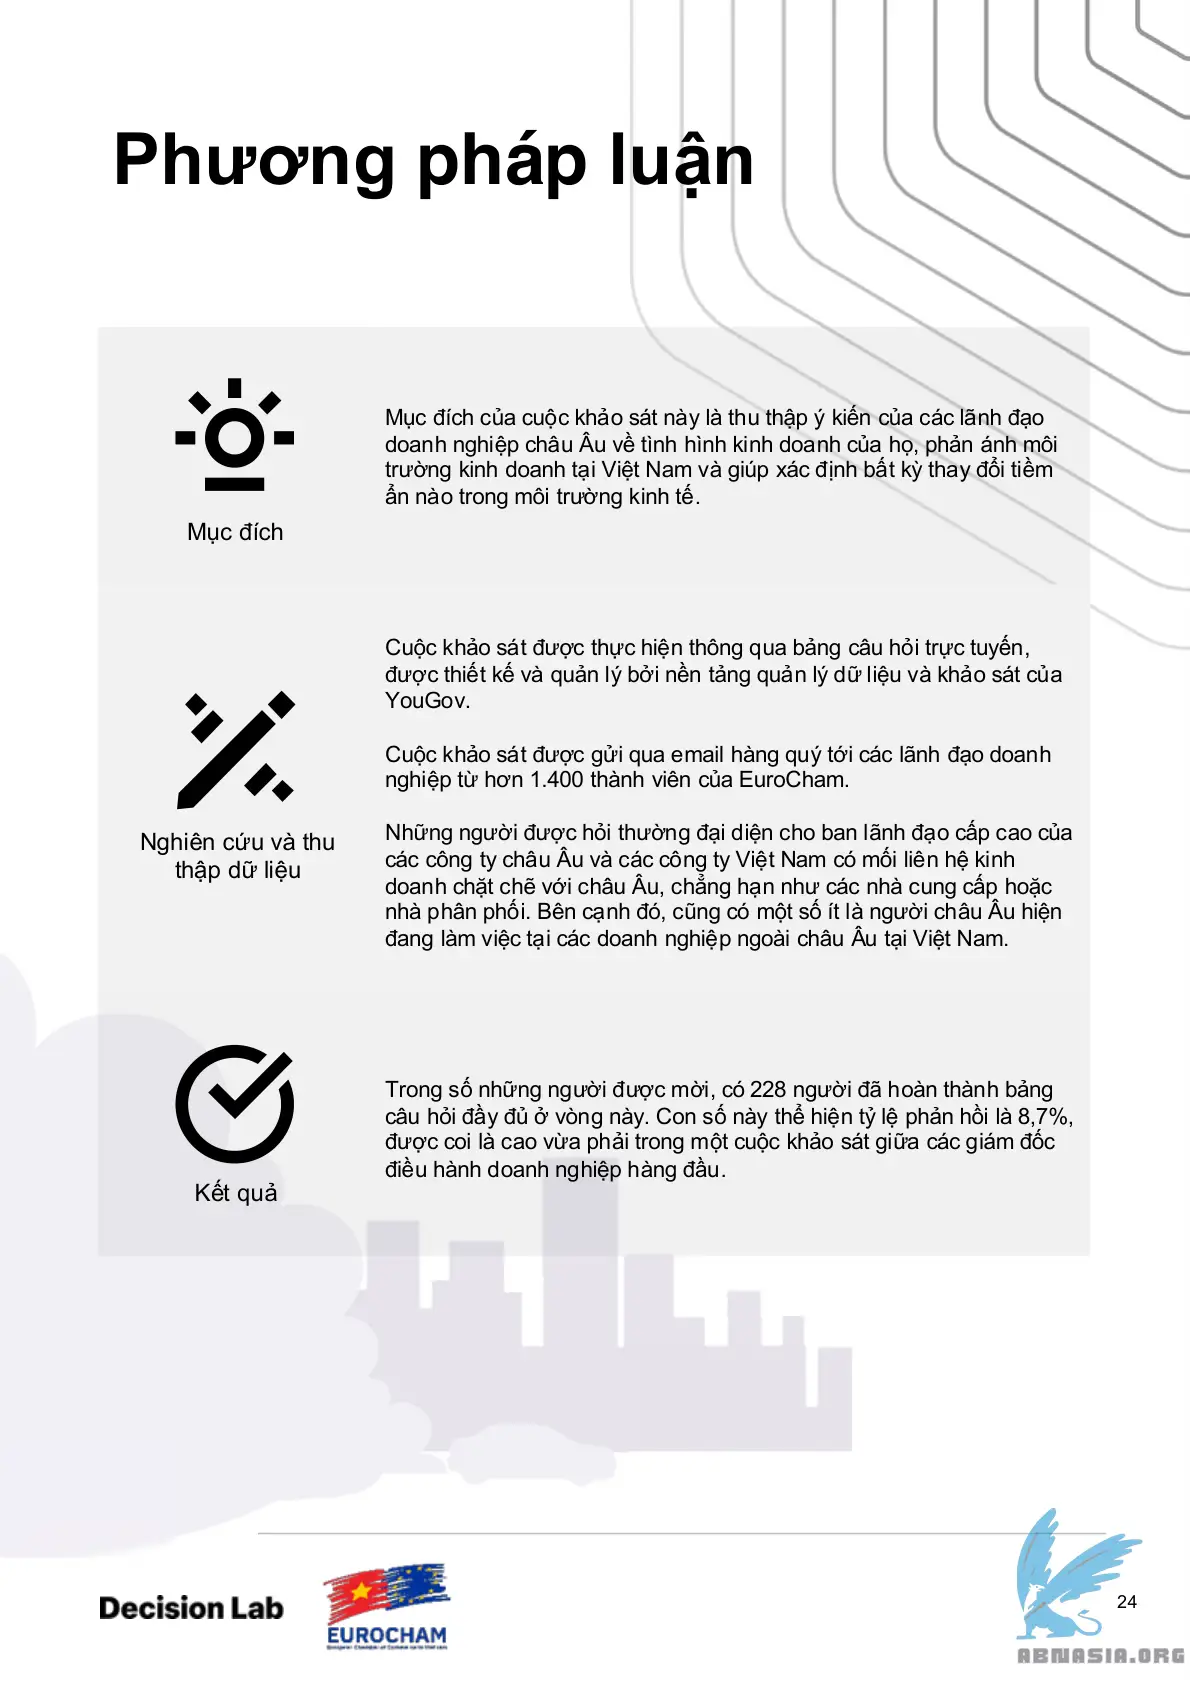 Phương pháp luận
Mục đích của cuộc khảo sát này là thu thập ý kiến của các lãnh đạo
doanh nghiệp châu Âu về tình hình kinh doanh của họ, phản ánh môi
trường kinh doanh tại Việt Nam và giúp xác định bất kỳ thay đổi tiềm
ẩn nào trong môi trường kinh tế.
Mục đích
Cuộc khảo sát được thực hiện thông qua bảng câu hỏi trực tuyến,
được thiết kế và quản lý bởi nền tảng quản lý dữ liệu và khảo sát của
YouGov.
Cuộc khảo sát được gửi qua email hàng quý tới các lãnh đạo doanh
nghiệp từ hơn 1.400 thành viên của EuroCham.
Những người được hỏi thường đại diện cho ban lãnh đạo cấp cao của
các công ty châu Âu và các công ty Việt Nam có mối liên hệ kinh
doanh chặt chẽ với châu Âu, chẳng hạn như các nhà cung cấp hoặc
nhà phân phối. Bên cạnh đó, cũng có một số ít là người châu Âu hiện
đang làm việc tại các doanh nghiệp ngoài châu Âu tại Việt Nam.
Nghiên cứu và thu
thập dữ liệu
Trong số những người được mời, có 228 người đã hoàn thành bảng
câu hỏi đầy đủ ở vòng này. Con số này thể hiện tỷ lệ phản hồi là 8,7%,
được coi là cao vừa phải trong một cuộc khảo sát giữa các giám đốc
điều hành doanh nghiệp hàng đầu.
Kết quả
Decision Lab
EUROCHAM
24
ABNASIA.ORG